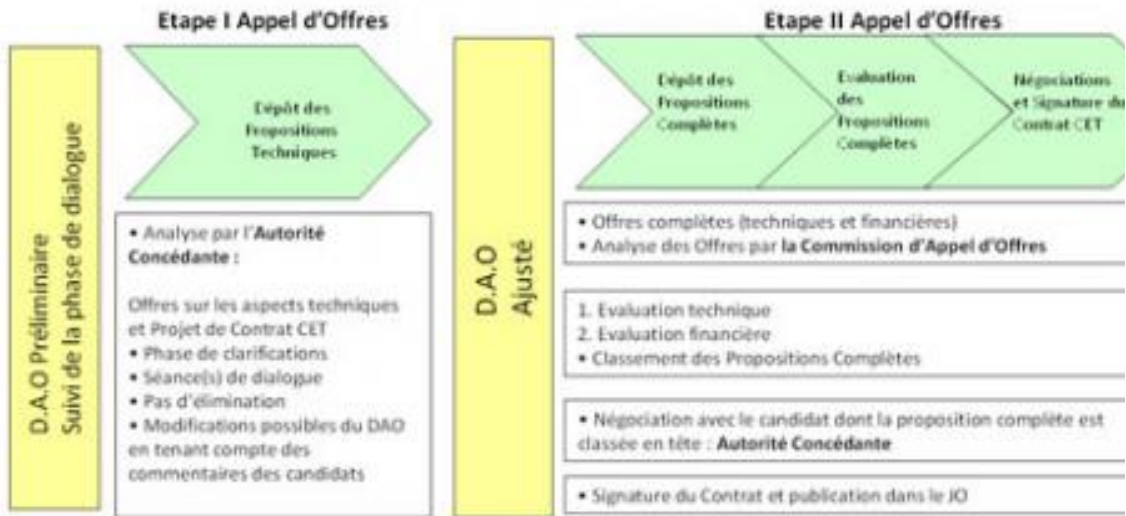 Etape I Appel d'Offres
D.A.O Préliminaire
Suivi de la phase de dialogue
Dépôt des
Propositions
Techniques
• Analyse par l'Autorité
Concédante :
Offres sur les aspects techniques
et Projet de Contrat CET
• Phase de clarifications
• Séance(s) de dialogue
• Pas d'élimination
• Modifications possibles du DAO
en tenant compte des
commentaires des candidats
Etape II Appel d'Offres
D.A.O
Ajusté
Dépôt des
Propositions
Complètes
Evaluation
des
Propositions
Complètes
Négociations
et Signature du
Contrat CET
• Offres complètes (techniques et financières)
• Analyse des Offres par la Commission d'Appel d'Offres
1. Evaluation technique
2. Evaluation financière
• Classement des Propositions Complètes
• Négociation avec le candidat dont la proposition complète est
classée en tête : Autorité Concédante
• Signature du Contrat et publication dans le JO